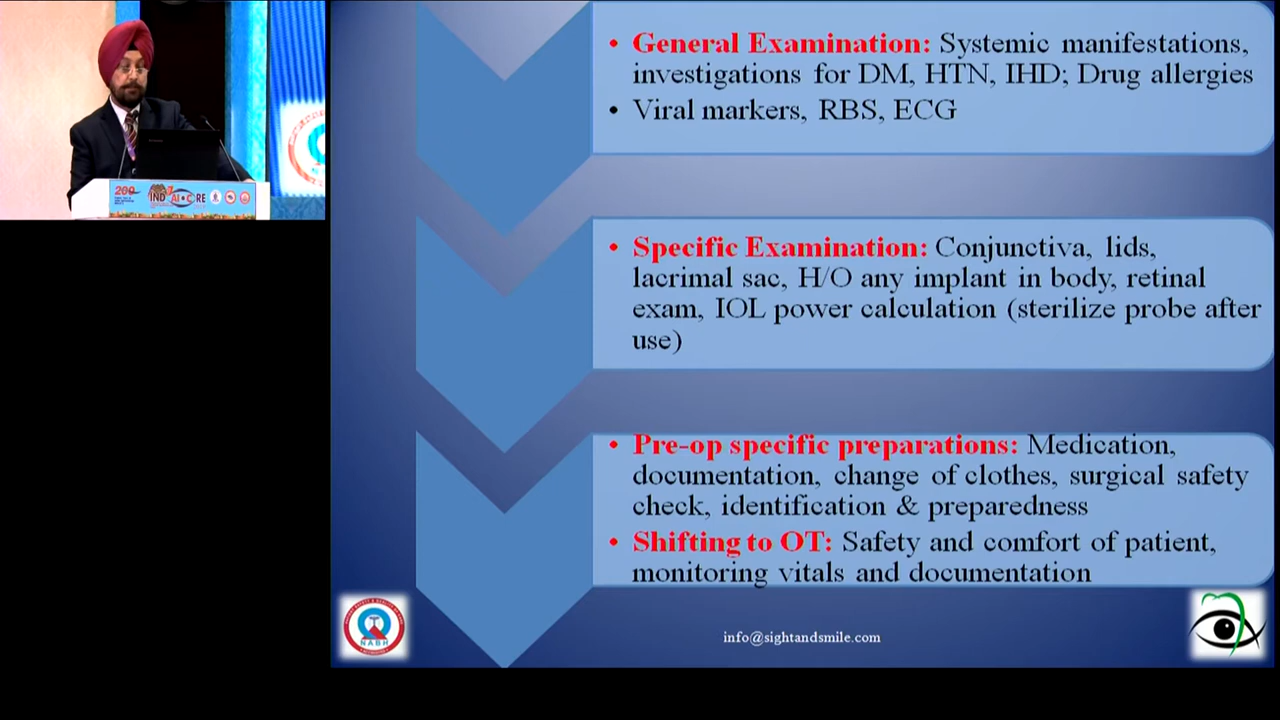 General Examination: Systemic manifestations,
investigations for DM, HTN, IHD; Drug allergies
Viral markers, RBS, ECG
Specific Examination: Conjunctiva, lids,
lacrimal sac, H/O any implant in body, retinal
exam, IOL power calculation (sterilize probe after
use)
Pre-op specific preparations: Medication,
documentation, change of clothes, surgical safety
check, identification & preparedness
Shifting to OT: Safety and comfort of patient,
monitoring vitals and documentation
info@sightandsmile.com
NABH
200
IND